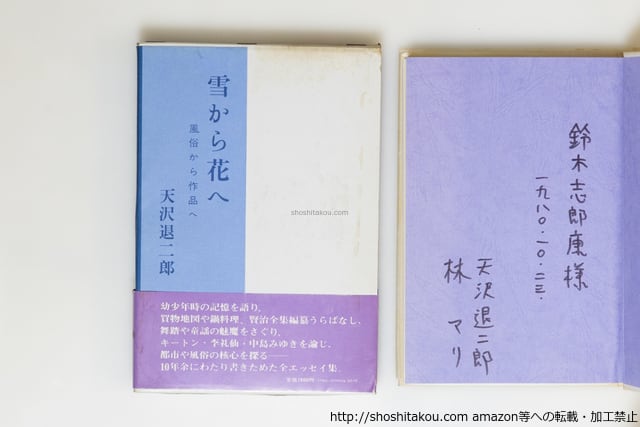 雪から花へ
風俗から作品へ
天沢退二郎
幼少年時の記憶を語り、
買物地図や鍋料理、賢治全集編纂うらばなし、
舞踏や童謡の魅魔をさぐり、
キートン・李礼仙・中島みゆきを論じ、
都市や風俗の核心を探る——
10年余にわたり書きためた全エッセイ集。
shoshitakou.com
鈴木志郎康様
一九八〇.一〇.二三.
天沢退二郎
林マリ
http://shoshitakou.com amazon等への転載・加工禁止